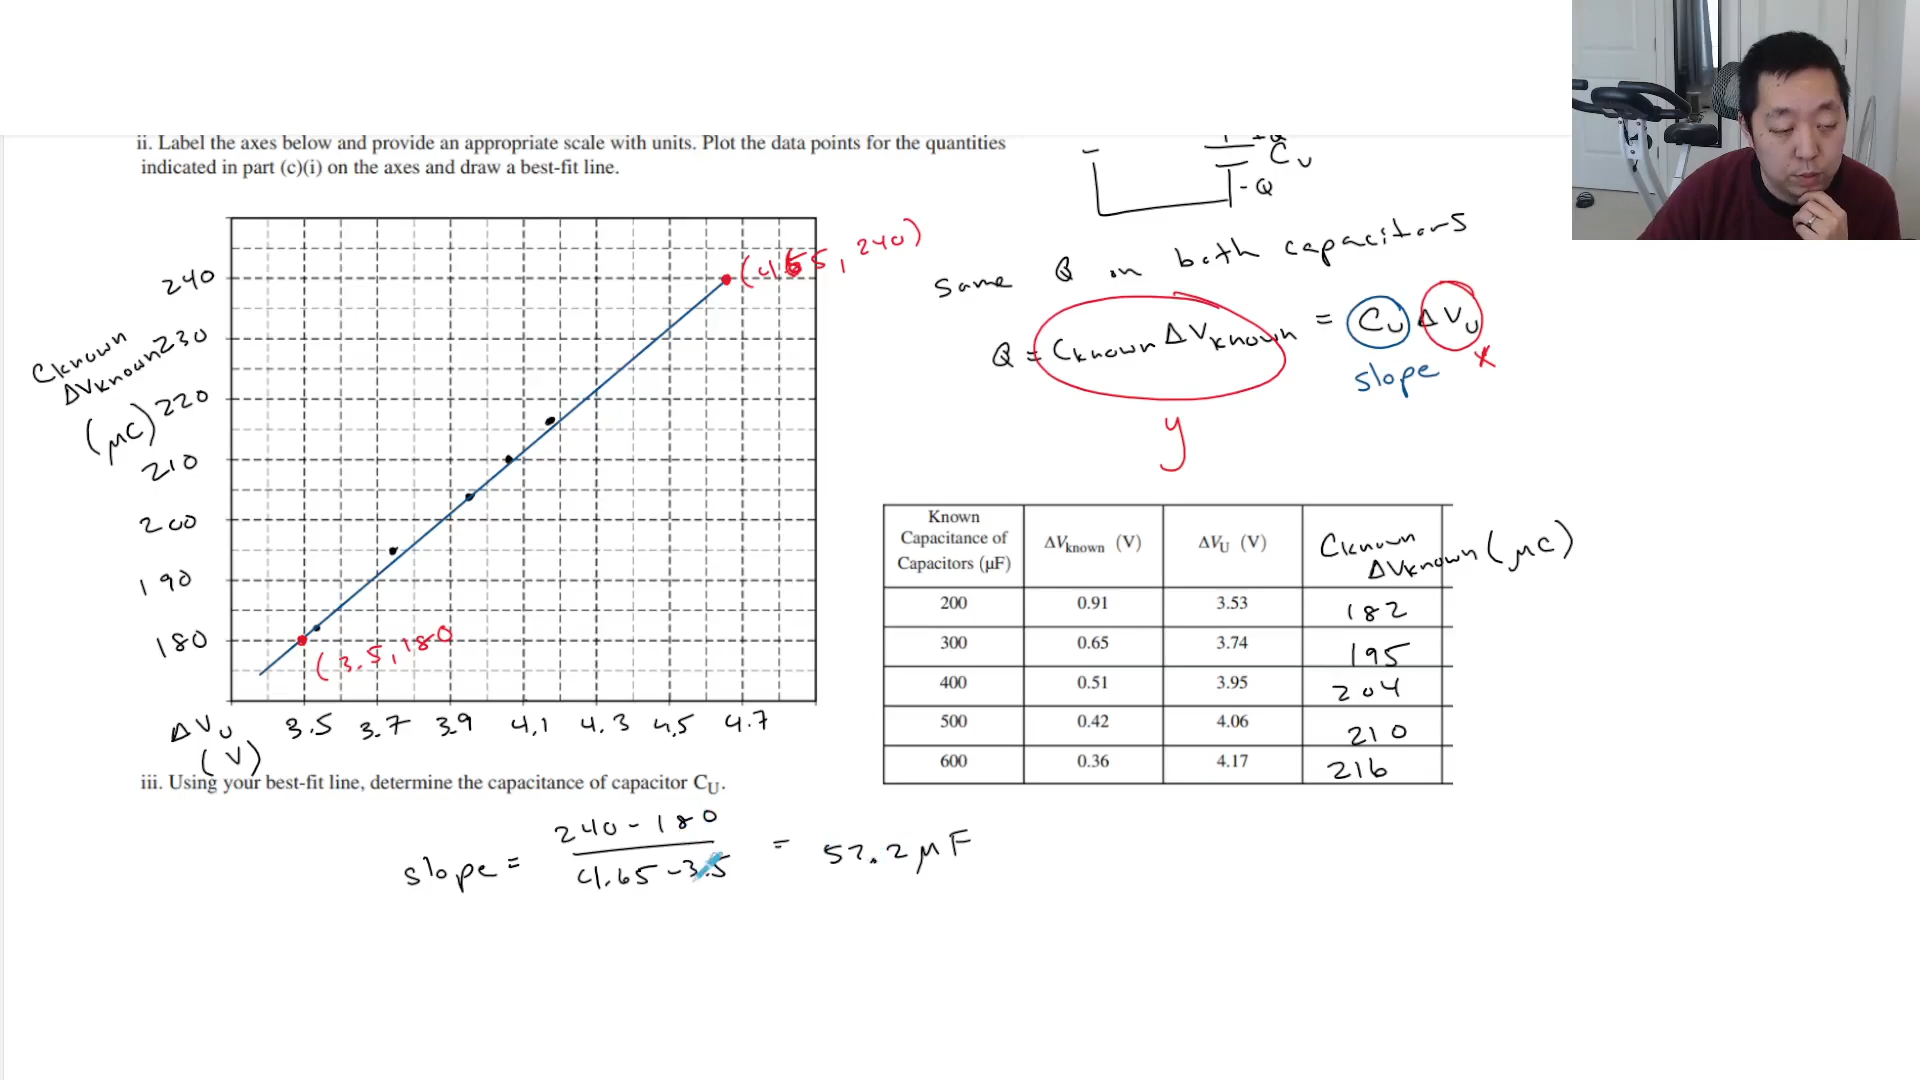 ii. Label the axes below and provide an appropriate scale with units. Plot the data points for the quantities
indicated in part (c)(i) on the axes and draw a best-fit line.
+Q
C U
-Q
same Q on both capacitors
Q = Cknown ΔVknown = CU ΔVU
slope
x
y
(4.65, 240)
240
Cknown
ΔVknown
(μC)
230
220
210
200
190
180
(3.5, 180
ΔVU
(V)
3.5 3.7 3.9 4.1 4.3 4.5 4.7
Known Capacitance of Capacitors (μF) ΔVknown (V) ΔVU (V) Cknown ΔVknown (μC)
200 0.91 3.53 182
300 0.65 3.74 195
400 0.51 3.95 204
500 0.42 4.06 210
600 0.36 4.17 216
iii. Using your best-fit line, determine the capacitance of capacitor CU.
slope = 240 - 180
4.65 - 3.5
= 52.2 μF